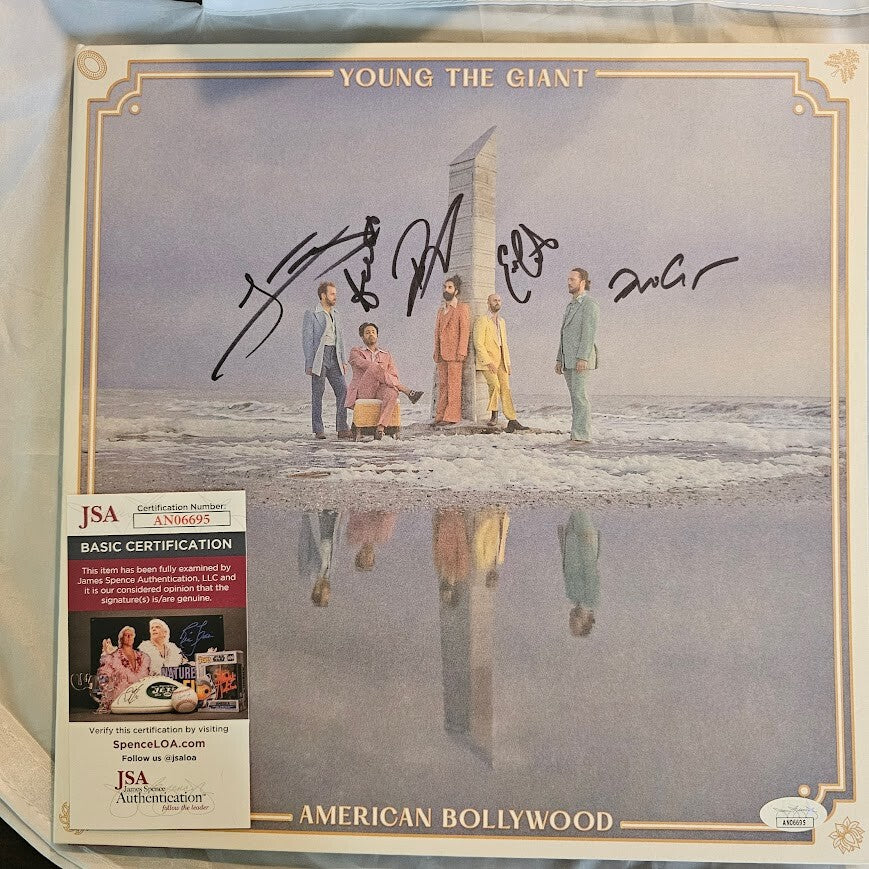 YOUNG THE GIANT
JSA
Certification Number:
AN06695
BASIC CERTIFICATION
This item has been fully examined by
James Spence Authentication, LLC and
it is our considered opinion that the
signature(s) is/are genuine.
NATURE
JETS
Verify this certification by visiting
SpenceLOA.com
Follow us @jsaloa
JSA
James Spence
Authentication
follow the leader
AMERICAN BOLLYWOOD
AN06695